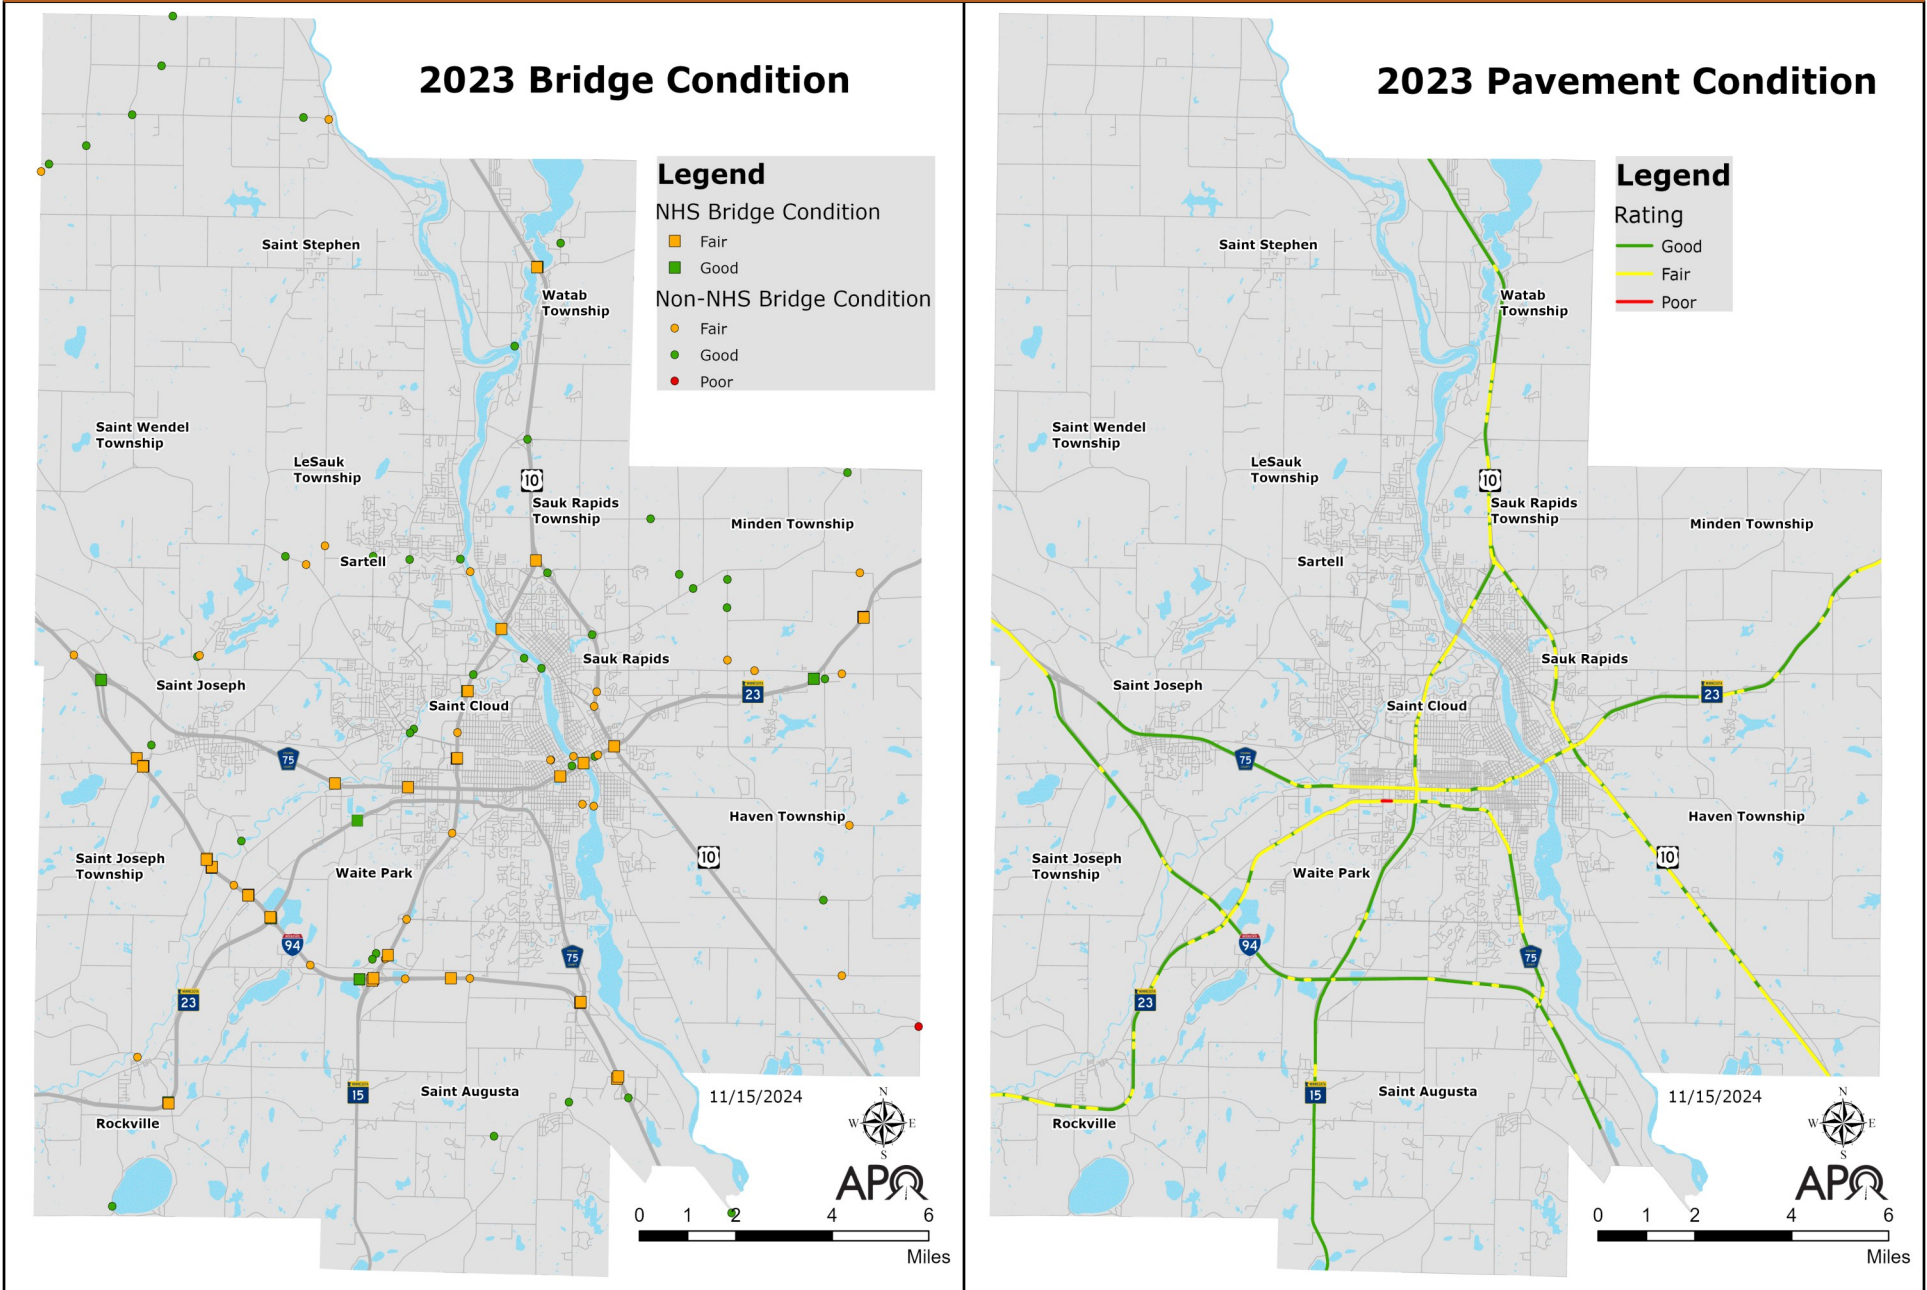 2023 Bridge Condition
Legend
NHS Bridge Condition
Fair
Good
Non-NHS Bridge Condition
Fair
Good
Poor
Saint Stephen
Watab
Township
Saint Wendel
Township
LeSauk
Township
10
Sauk Rapids
Township
Minden Township
Sartell
Sauk Rapids
Saint Joseph
23
Saint Cloud
75
Haven Township
Saint Joseph
Township
10
Waite Park
94
75
23
15
Saint Augusta
11/15/2024
Rockville
N
W
E
S
APO
0 1 2 4 6
Miles
2023 Pavement Condition
Legend
Rating
Good
Fair
Poor
Saint Stephen
Watab
Township
Saint Wendel
Township
LeSauk
Township
10
Sauk Rapids
Township
Minden Township
Sartell
Sauk Rapids
Saint Joseph
23
Saint Cloud
75
Haven Township
Saint Joseph
Township
10
Waite Park
94
75
23
15
Saint Augusta
11/15/2024
Rockville
N
W
E
S
APO
0 1 2 4 6
Miles